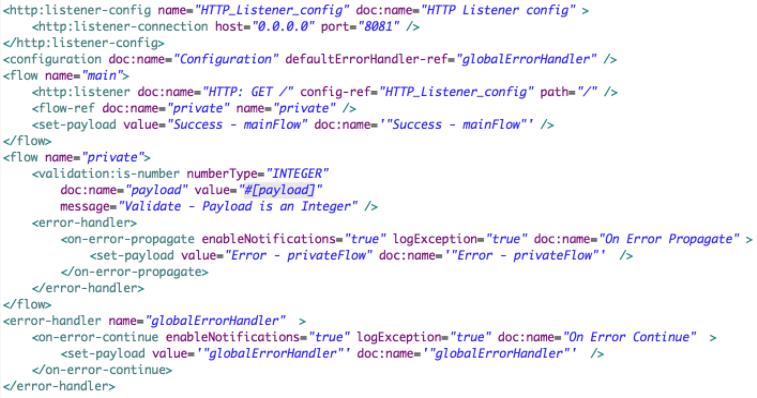 <http:listener-config name="HTTP_Listener_config" doc:name="HTTP Listener config" >
<http:listener-connection host="0.0.0.0" port="8081" />
</http:listener-config>
<configuration doc:name="Configuration" defaultErrorHandler-ref="globalErrorHandler" />
<flow name="main">
<http:listener doc:name="HTTP: GET /" config-ref="HTTP_Listener_config" path="/" />
<flow-ref doc:name="private" name="private" />
<set-payload value="Success - mainFlow" doc:name='"Success - mainFlow"' />
</flow>
<flow name="private">
<validation:is-number numberType="INTEGER"
doc:name="payload" value="#[payload]"
message="Validate - Payload is an Integer" />
<error-handler>
<on-error-propagate enableNotifications="true" logException="true" doc:name="On Error Propagate" >
<set-payload value="Error - privateFlow" doc:name='"Error - privateFlow"' />
</on-error-propagate>
</error-handler>
</flow>
<error-handler name="globalErrorHandler" >
<on-error-continue enableNotifications="true" logException="true" doc:name="On Error Continue" >
<set-payload value='"globalErrorHandler"' doc:name='"globalErrorHandler"' />
</on-error-continue>
</error-handler>